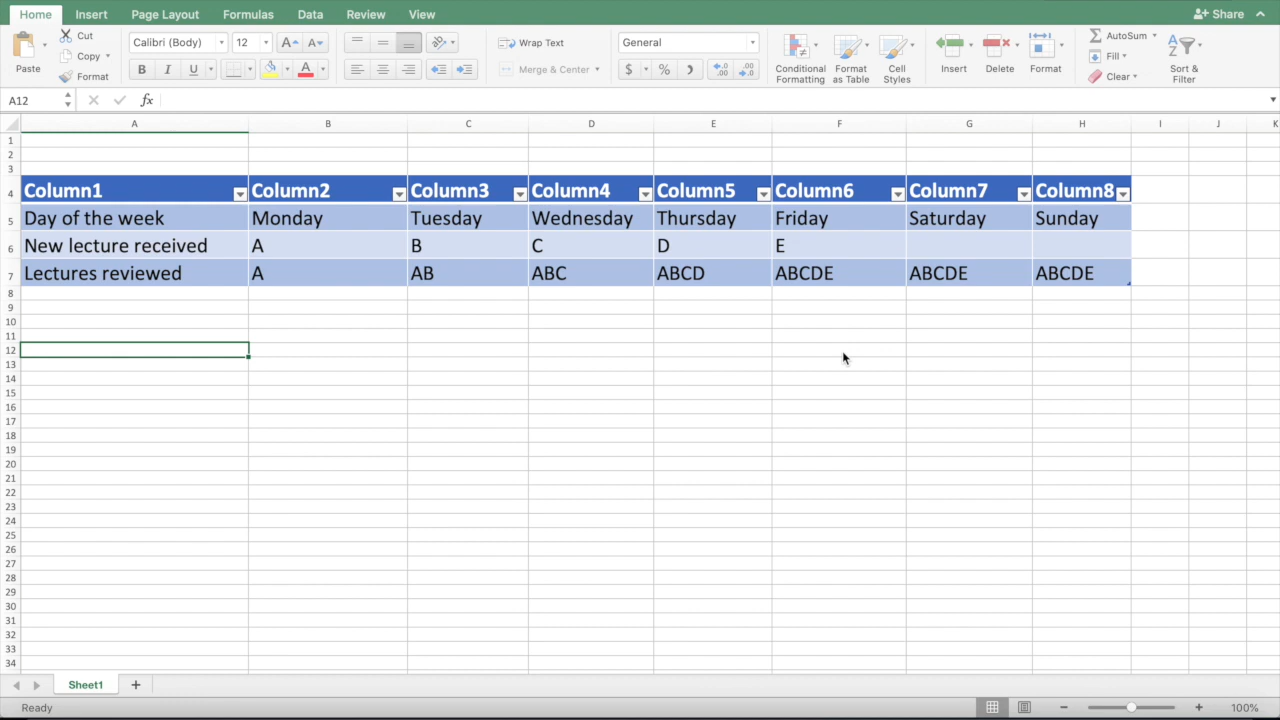 Home Insert Page Layout Formulas Data Review View Share
Cut Calibri (Body) 12 Wrap Text General AutoSum
Copy Fill
Paste Format Merge & Center $ % Conditional Formatting Format as Table Cell Styles Insert Delete Format Clear Sort & Filter
A12 fx
A B C D E F G H I J K
1
2
3
4 Column1 Column2 Column3 Column4 Column5 Column6 Column7 Column8
5 Day of the week Monday Tuesday Wednesday Thursday Friday Saturday Sunday
6 New lecture received A B C D E
7 Lectures reviewed A AB ABC ABCD ABCDE ABCDE ABCDE
8
9
10
11
12
13
14
15
16
17
18
19
20
21
22
23
24
25
26
27
28
29
30
31
32
33
34
Sheet1
Ready 100%